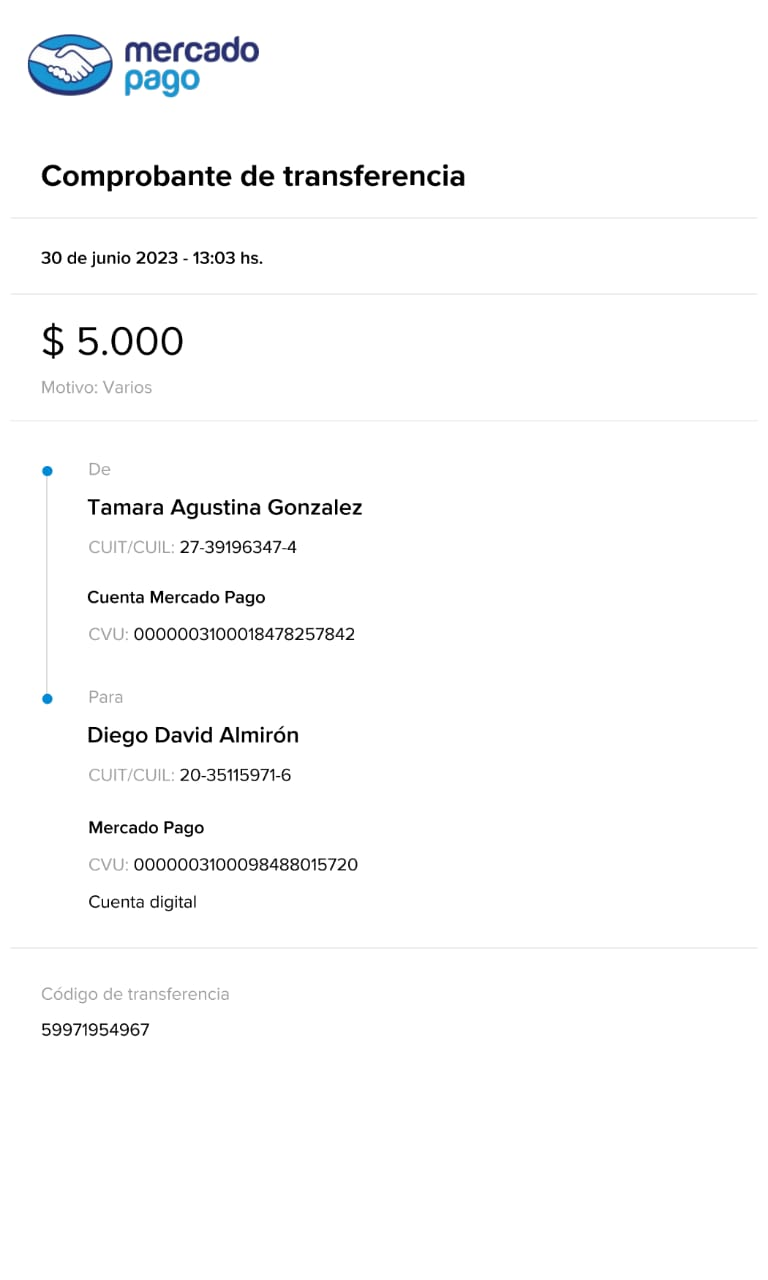 mercado
pago
Comprobante de transferencia
30 de junio 2023 - 13:03 hs.
$ 5.000
Motivo: Varios
De
Tamara Agustina Gonzalez
CUIT/CUIL: 27-39196347-4
Cuenta Mercado Pago
CVU: 0000003100018478257842
Para
Diego David Almirón
CUIT/CUIL: 20-35115971-6
Mercado Pago
CVU: 0000003100098488015720
Cuenta digital
Código de transferencia
59971954967